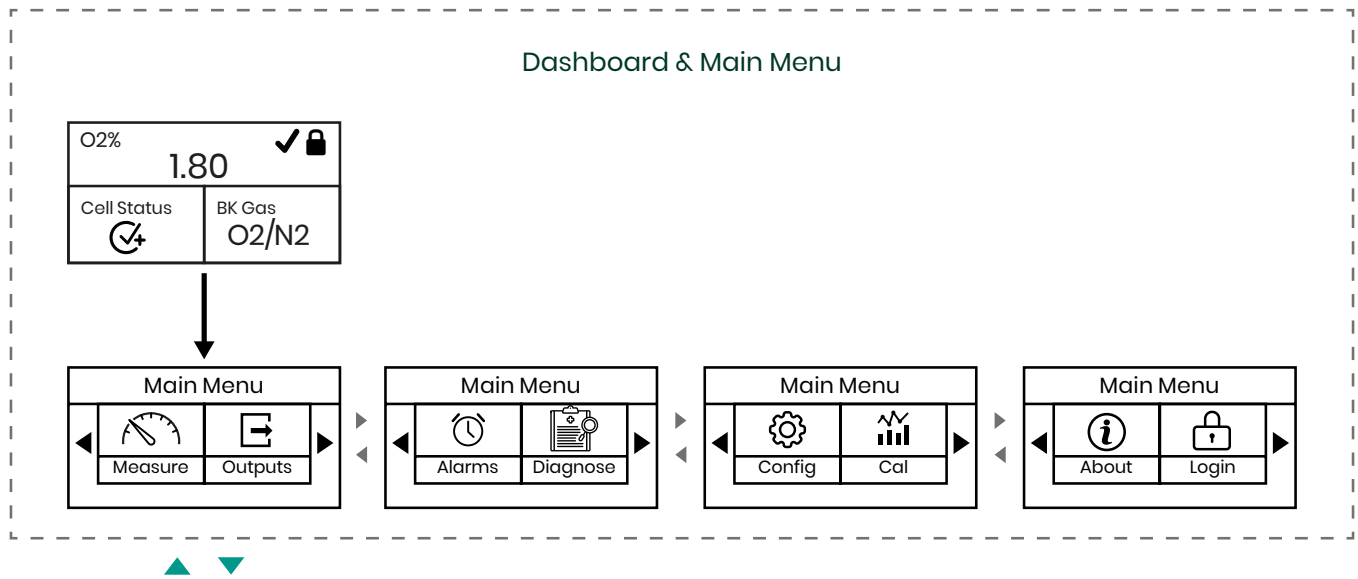 Dashboard & Main Menu
O2%
1.80
Cell Status
BK Gas
O2/N2
Main Menu
Measure
Outputs
Main Menu
Alarms
Diagnose
Main Menu
Config
Cal
Main Menu
About
Login